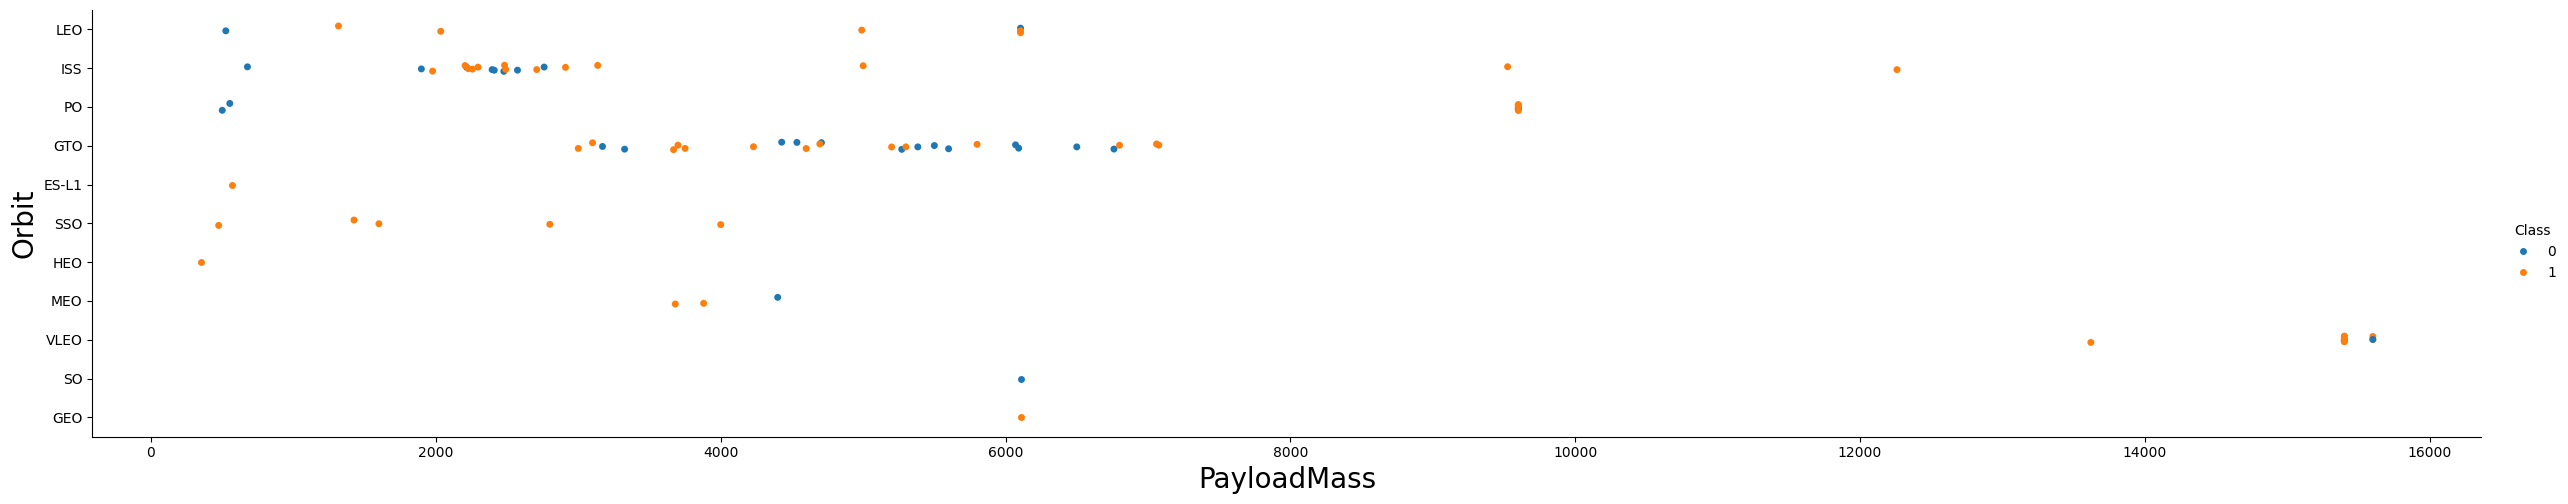 LEO
ISS
PO
GTO
ES-L1
SSO
HEO
MEO
VLEO
SO
GEO
Orbit
0 2000 4000 6000 8000 10000 12000 14000 16000
PayloadMass
Class
0
1